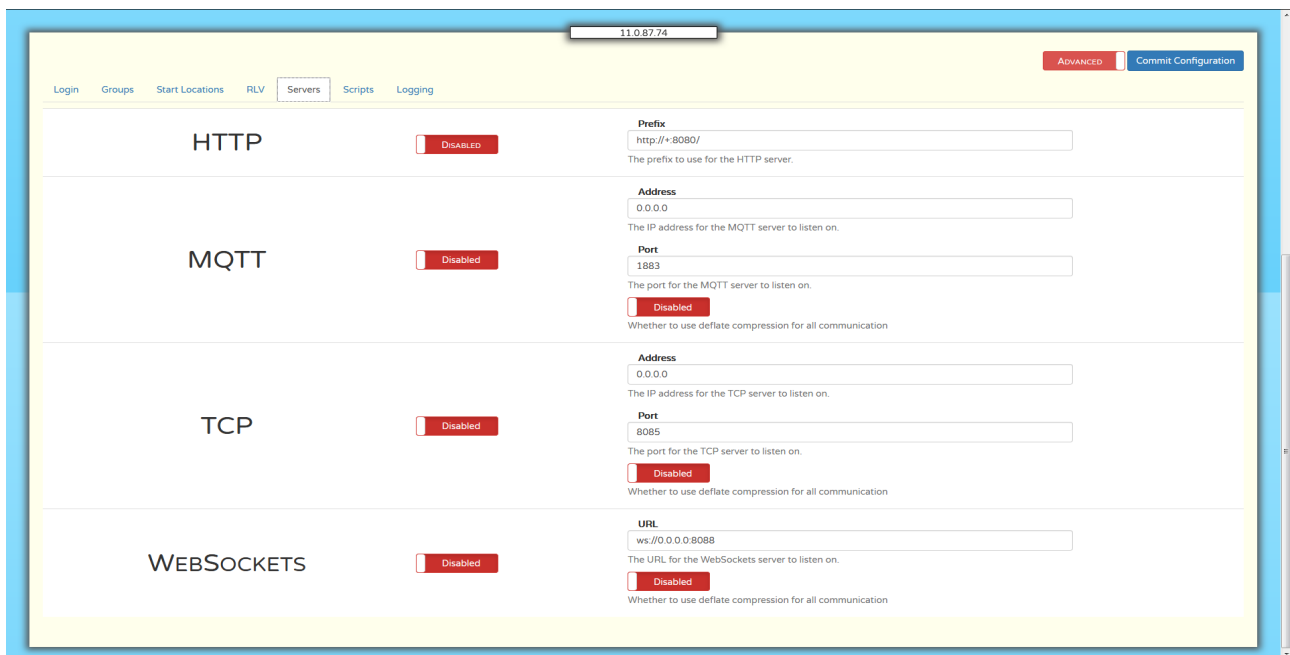 11.0.87.74
Advanced
Commit Configuration
Login Groups Start Locations RLV Servers Scripts Logging
HTTP
Disabled
Prefix
http://+:8080/
The prefix to use for the HTTP server.
MQTT
Disabled
Address
0.0.0.0
The IP address for the MQTT server to listen on.
Port
1883
The port for the MQTT server to listen on.
Disabled
Whether to use deflate compression for all communication
TCP
Disabled
Address
0.0.0.0
The IP address for the TCP server to listen on.
Port
8085
The port for the TCP server to listen on.
Disabled
Whether to use deflate compression for all communication
WebSockets
Disabled
URL
ws://0.0.0.0:8088
The URL for the WebSockets server to listen on.
Disabled
Whether to use deflate compression for all communication